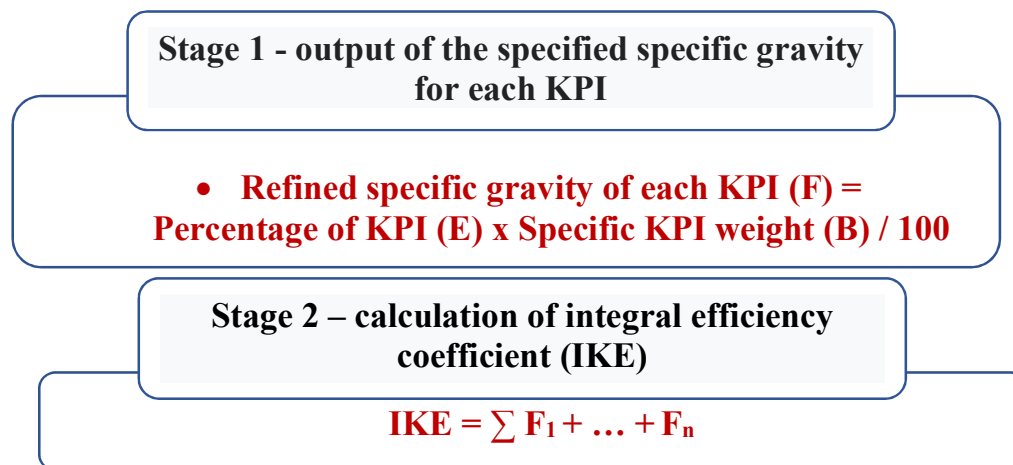 Stage 1 - output of the specified specific gravity
for each KPI
• Refined specific gravity of each KPI (F) =
Percentage of KPI (E) x Specific KPI weight (B) / 100
Stage 2 – calculation of integral efficiency
coefficient (IKE)
IKE = ∑ F₁ + … + Fₙ